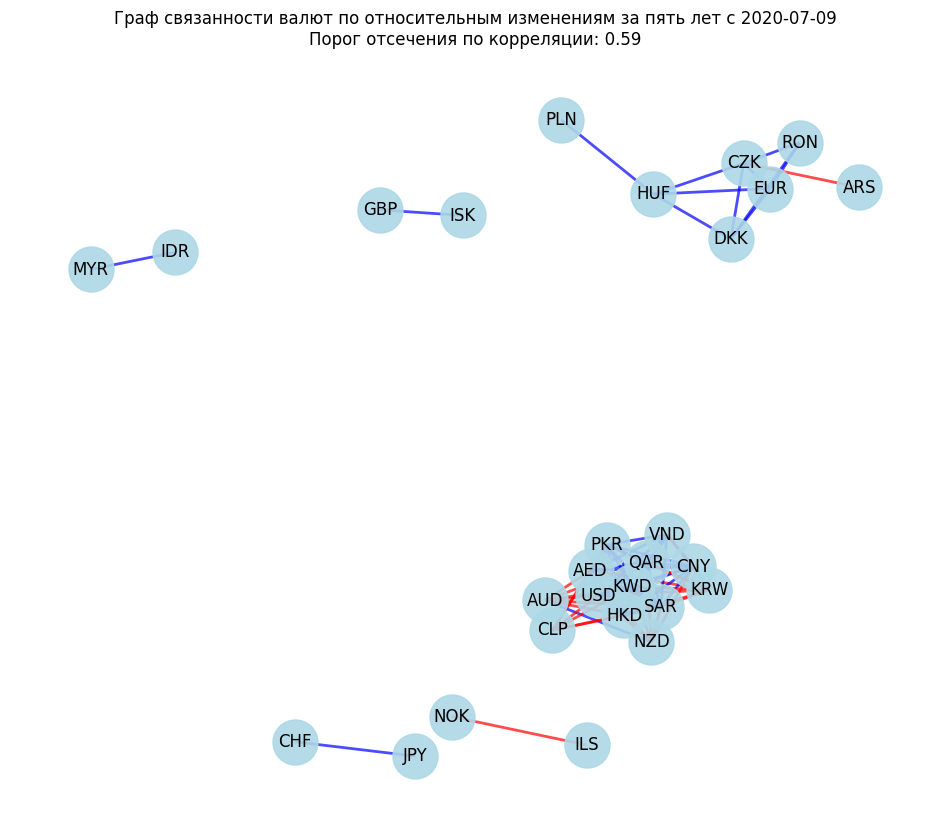 Граф связанности валют по относительным изменениям за пять лет с 2020-07-09
Порог отсечения по корреляции: 0.59
PLN
RON
CZK
EUR
ARS
HUF
GBP
ISK
DKK
IDR
MYR
VND
PKR
QAR
AED
CNY
KWD
KRW
USD
AUD
SAR
HKD
CLP
NZD
NOK
CHF
ILS
JPY